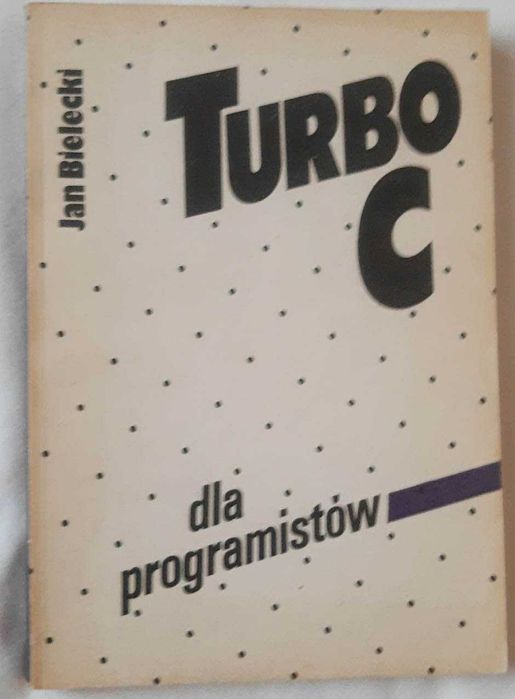 Jan Bielecki
TURBO
C
dla
programistów